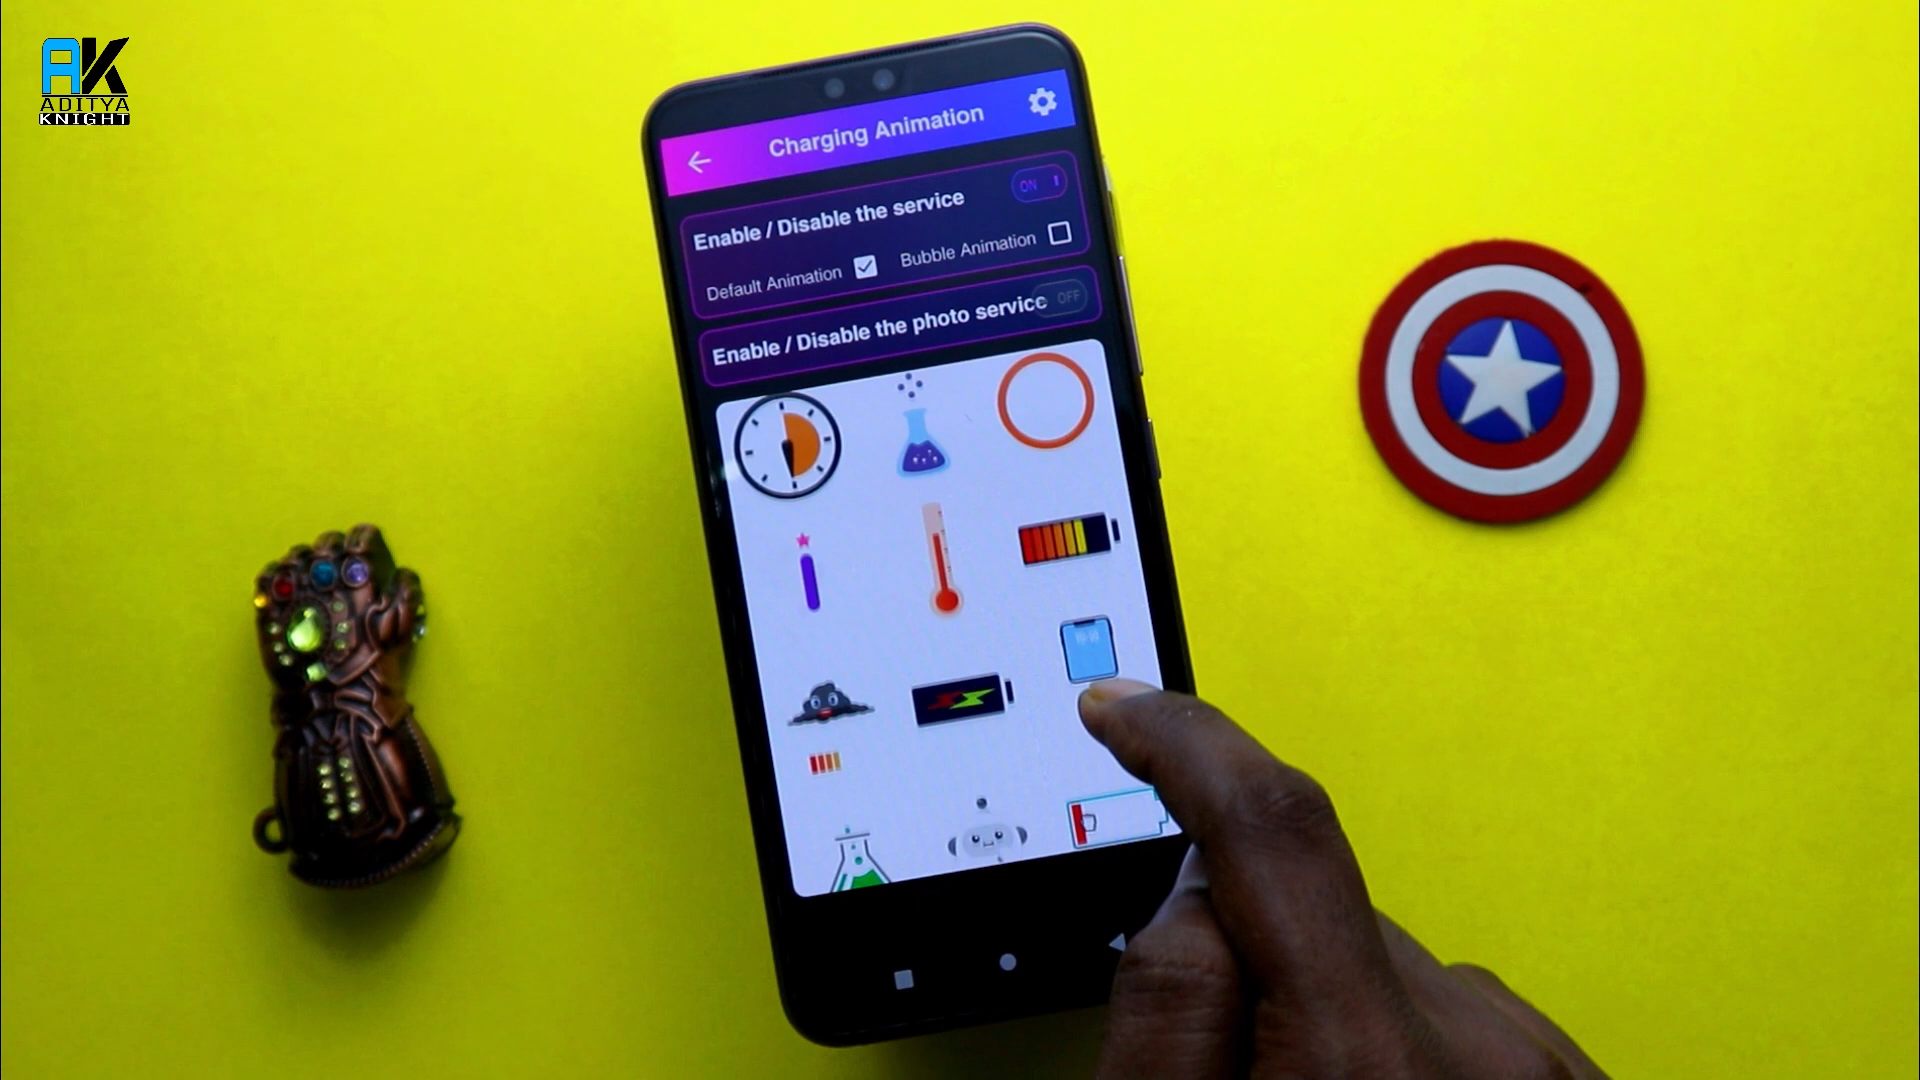 AK
ADITYA
KNIGHT
Charging Animation
Enable / Disable the service
ON
Default Animation
Bubble Animation
Enable / Disable the photo service
OFF